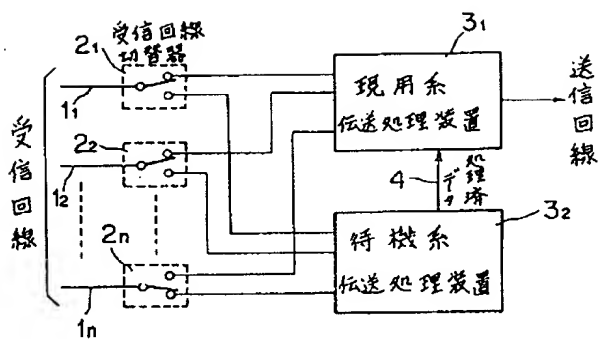 受信回線
1₁
1₂
1n
2₁
受信回線
切替器
2₂
2n
3₁
現用系
伝送処理装置
送信回線
4
処理済
データ
3₂
待機系
伝送処理装置